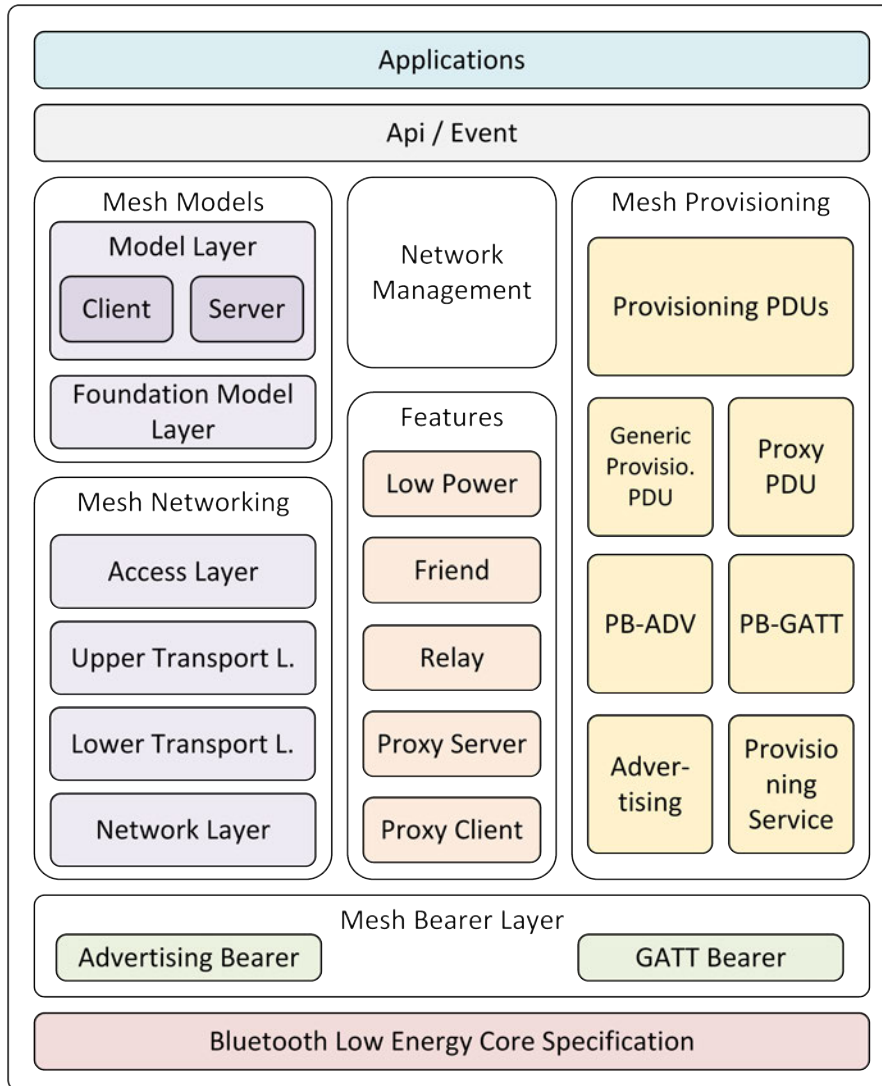 Applications
Api / Event
Mesh Models
Model Layer
Client
Server
Foundation Model
Layer
Mesh Networking
Access Layer
Upper Transport L.
Lower Transport L.
Network Layer
Network
Management
Features
Low Power
Friend
Relay
Proxy Server
Proxy Client
Mesh Provisioning
Provisioning PDUs
Generic
Provisio.
PDU
Proxy
PDU
PB-ADV
PB-GATT
Adver-
tising
Provisio
ning
Service
Mesh Bearer Layer
Advertising Bearer
GATT Bearer
Bluetooth Low Energy Core Specification